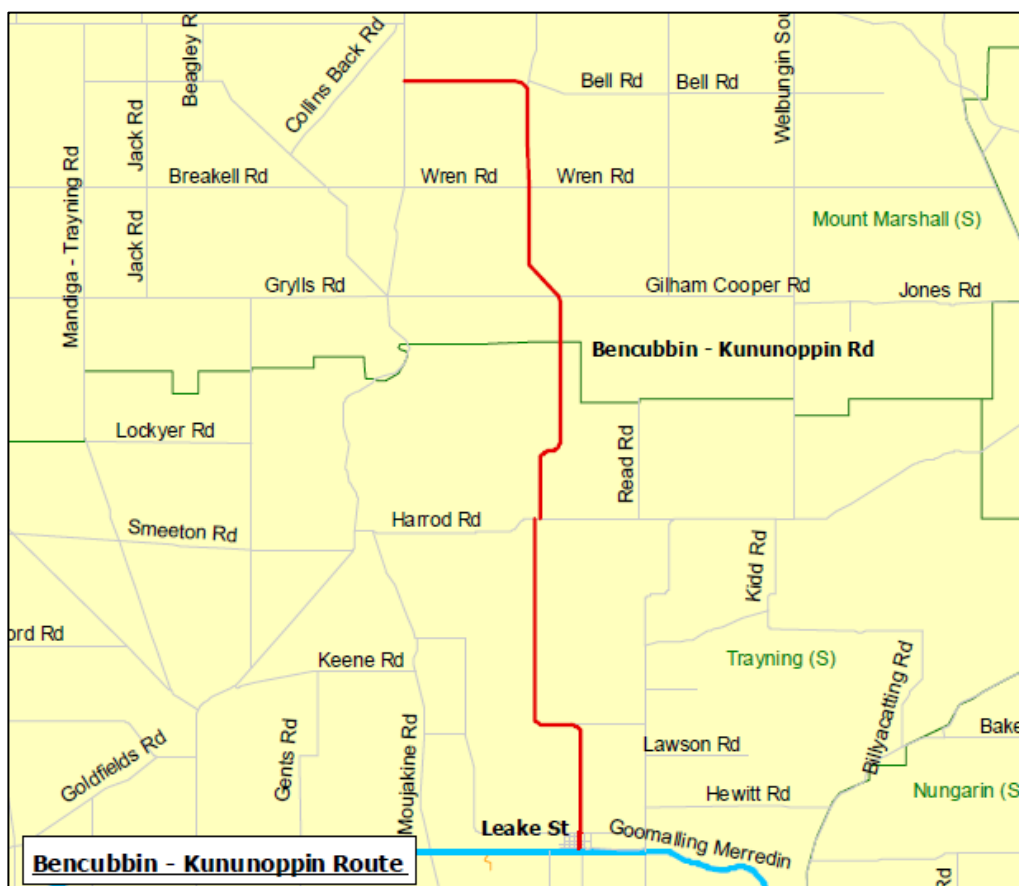 Beagley R
Collins Back Rd
Welbungin Sou
Bell Rd
Bell Rd
Jack Rd
Breakell Rd
Wren Rd
Wren Rd
Mandiga - Trayning Rd
Jack Rd
Mount Marshall (S)
Grylls Rd
Gilham Cooper Rd
Jones Rd
Bencubbin - Kununoppin Rd
Lockyer Rd
Read Rd
Smeeton Rd
Harrod Rd
Kidd Rd
ord Rd
Keene Rd
Trayning (S)
Billyacatting Rd
Bake
Goldfields Rd
Gents Rd
Moujakine Rd
Lawson Rd
Hewitt Rd
Nungarin (S
Leake St
Goomalling Merredin
Bencubbin - Kununoppin Route
Rd